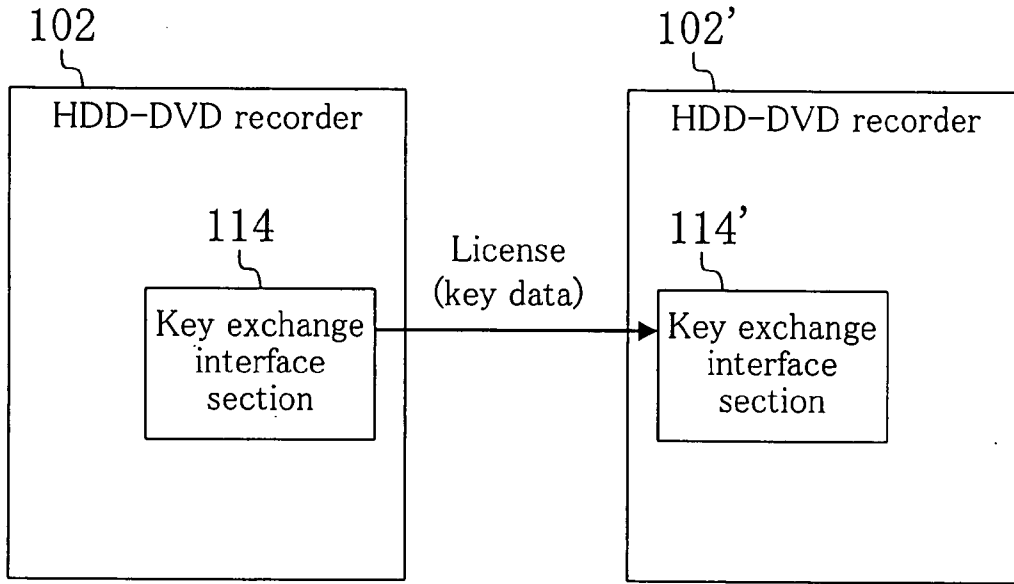 102
HDD-DVD recorder
114
Key exchange
interface
section
License
(key data)
102'
HDD-DVD recorder
114'
Key exchange
interface
section